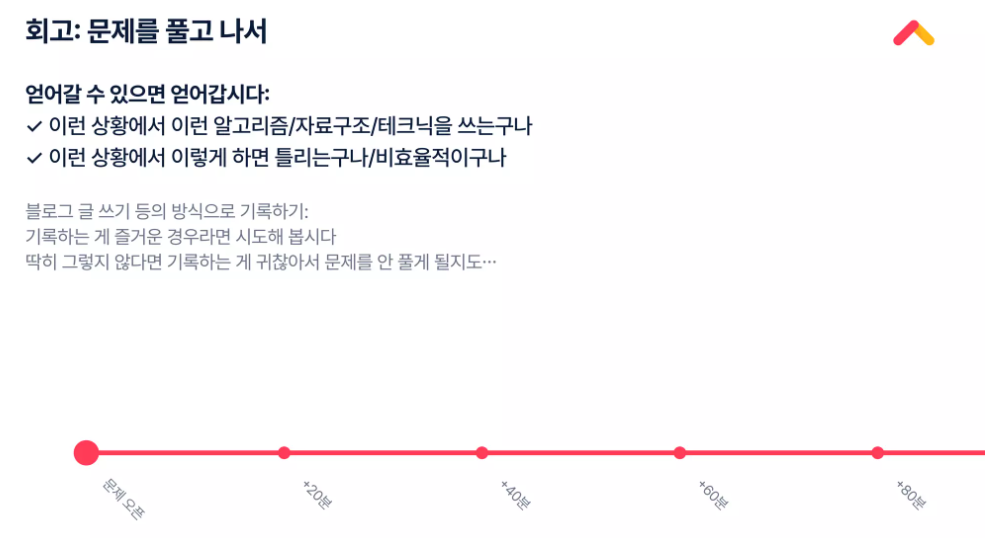 회고: 문제를 풀고 나서
얻어갈 수 있으면 얻어갑시다:
✓ 이런 상황에서 이런 알고리즘/자료구조/테크닉을 쓰는구나
✓ 이런 상황에서 이렇게 하면 틀리는구나/비효율적이구나
블로그 글 쓰기 등의 방식으로 기록하기:
기록하는 게 즐거운 경우라면 시도해 봅시다
딱히 그렇지 않다면 기록하는 게 귀찮아서 문제를 안 풀게 될지도…
문제 오픈
+20분
+40분
+60분
+80분